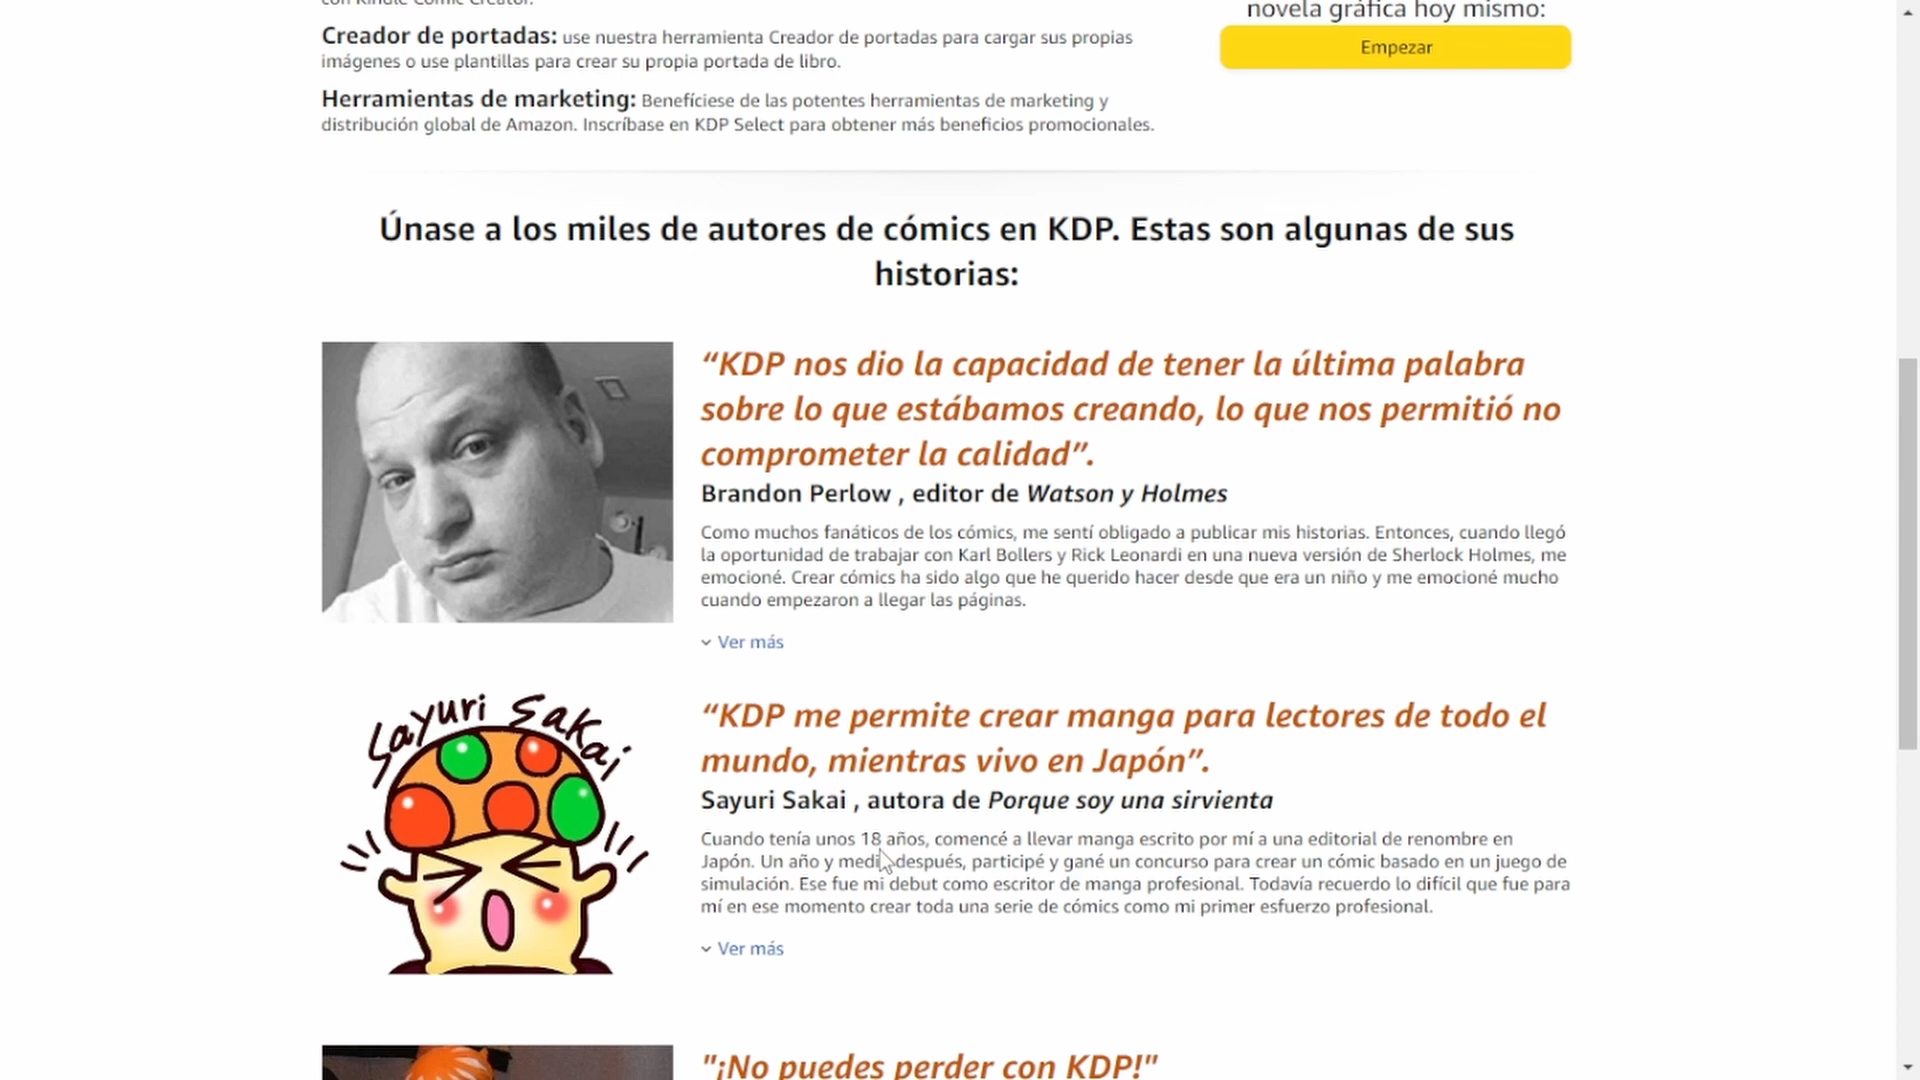 con Kindle Comic Creator.
Creador de portadas: use nuestra herramienta Creador de portadas para cargar sus propias
imágenes o use plantillas para crear su propia portada de libro.
Herramientas de marketing: Benefíciese de las potentes herramientas de marketing y
distribución global de Amazon. Inscríbase en KDP Select para obtener más beneficios promocionales.
novela gráfica hoy mismo:
Empezar
Únase a los miles de autores de cómics en KDP. Estas son algunas de sus
historias:
“KDP nos dio la capacidad de tener la última palabra
sobre lo que estábamos creando, lo que nos permitió no
comprometer la calidad”.
Brandon Perlow , editor de Watson y Holmes
Como muchos fanáticos de los cómics, me sentí obligado a publicar mis historias. Entonces, cuando llegó
la oportunidad de trabajar con Karl Bollers y Rick Leonardi en una nueva versión de Sherlock Holmes, me
emocioné. Crear cómics ha sido algo que he querido hacer desde que era un niño y me emocioné mucho
cuando empezaron a llegar las páginas.
Ver más
Sayuri Sakai
“KDP me permite crear manga para lectores de todo el
mundo, mientras vivo en Japón”.
Sayuri Sakai , autora de Porque soy una sirvienta
Cuando tenía unos 18 años, comencé a llevar manga escrito por mí a una editorial de renombre en
Japón. Un año y medio después, participé y gané un concurso para crear un cómic basado en un juego de
simulación. Ese fue mi debut como escritor de manga profesional. Todavía recuerdo lo difícil que fue para
mí en ese momento crear toda una serie de cómics como mi primer esfuerzo profesional.
Ver más
"¡No puedes perder con KDP!"